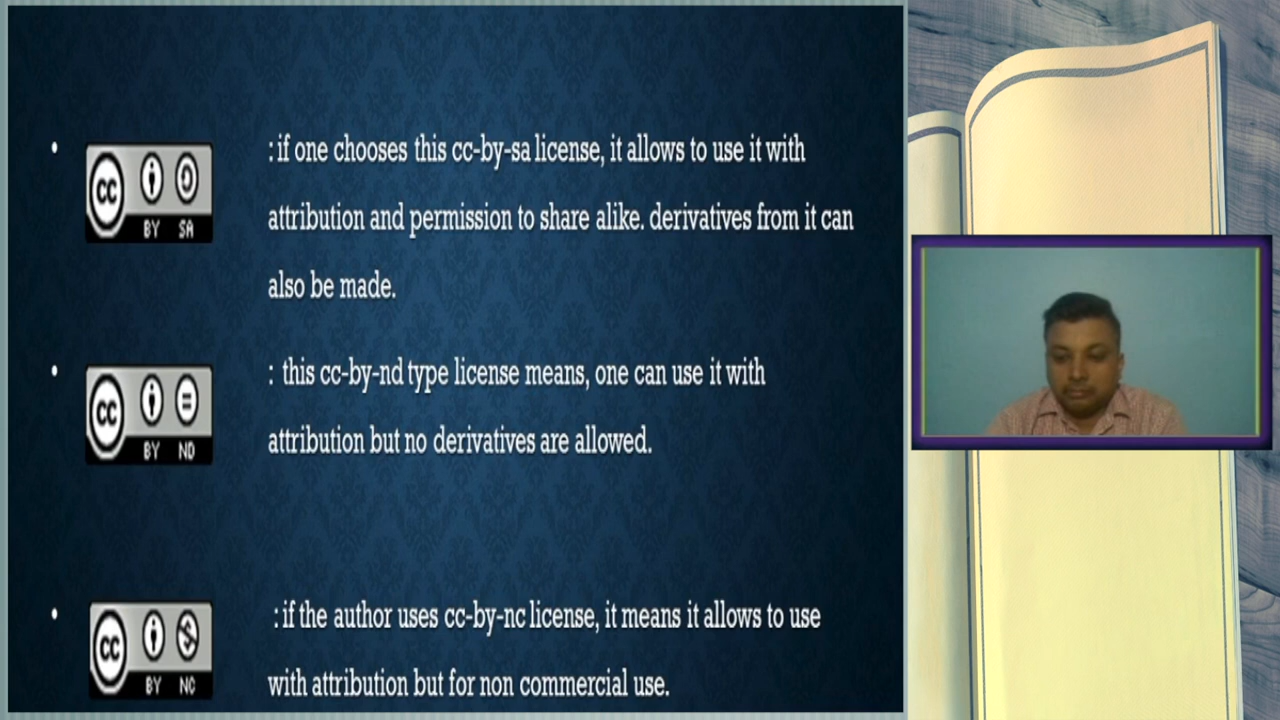 : if one chooses this cc-by-sa license, it allows to use it with
cc
BY SA
attribution and permission to share alike. derivatives from it can
also be made.
: this cc-by-nd type license means, one can use it with
cc
BY ND
attribution but no derivatives are allowed.
: if the author uses cc-by-nc license, it means it allows to use
cc
BY NC
with attribution but for non commercial use.